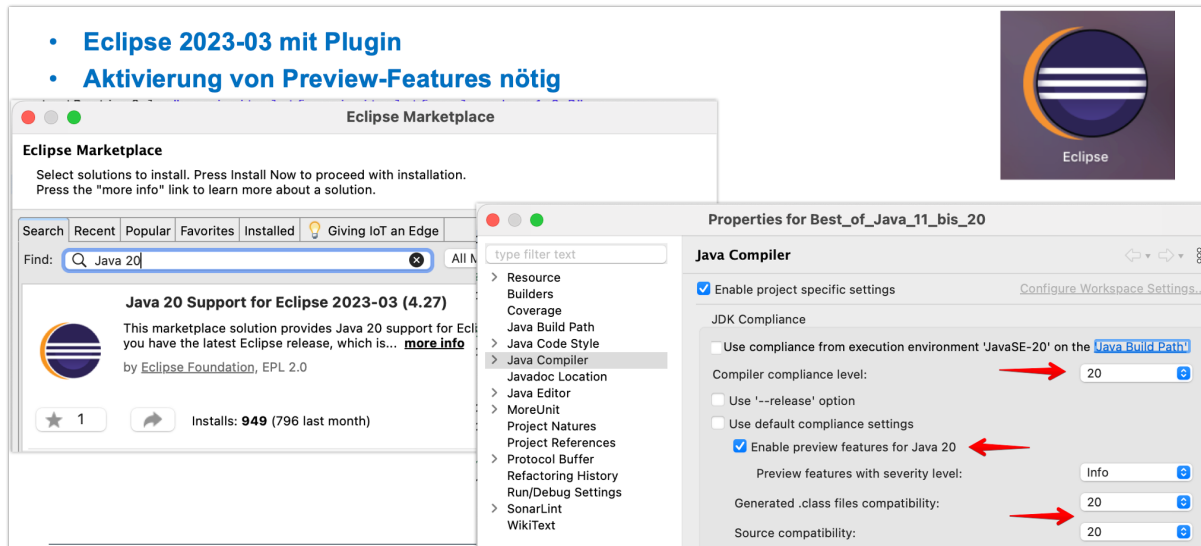 • Eclipse 2023-03 mit Plugin
• Aktivierung von Preview-Features nötig
Eclipse
Eclipse Marketplace
Eclipse Marketplace
Select solutions to install. Press Install Now to proceed with installation.
Press the "more info" link to learn more about a solution.
Search Recent Popular Favorites Installed Giving IoT an Edge
Find: Java 20 All
Java 20 Support for Eclipse 2023-03 (4.27)
This marketplace solution provides Java 20 support for
you have the latest Eclipse release, which is... more info
by Eclipse Foundation, EPL 2.0
1 Installs: 949 (796 last month)
Properties for Best_of_Java_11_bis_20
type filter text
Resource
Builders
Coverage
Java Build Path
Java Code Style
Java Compiler
Javadoc Location
Java Editor
MoreUnit
Project Natures
Project References
Protocol Buffer
Refactoring History
Run/Debug Settings
SonarLint
WikiText
Java Compiler
Enable project specific settings Configure Workspace Settings..
JDK Compliance
Use compliance from execution environment 'JavaSE-20' on the 'Java Build Path'
Compiler compliance level: 20
Use '--release' option
Use default compliance settings
Enable preview features for Java 20
Preview features with severity level: Info
Generated .class files compatibility: 20
Source compatibility: 20